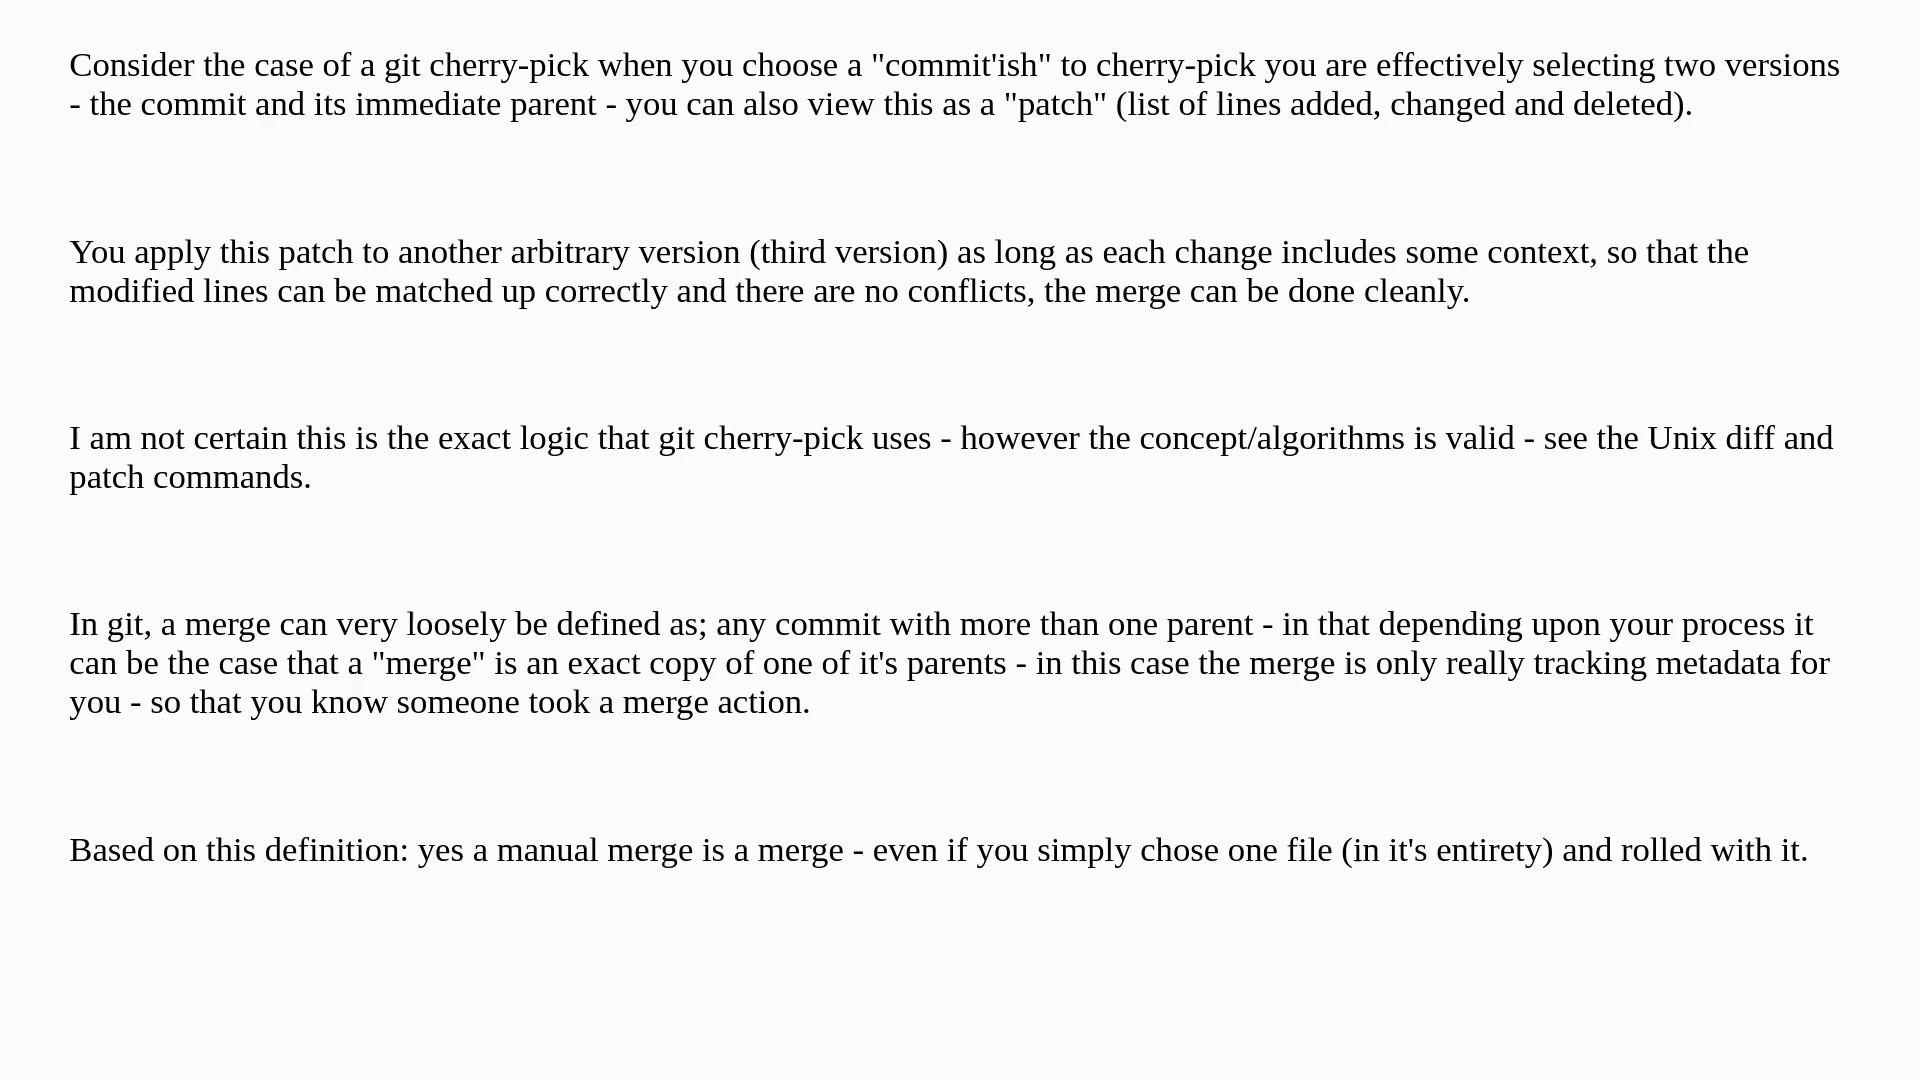 Consider the case of a git cherry-pick when you choose a "commit'ish" to cherry-pick you are effectively selecting two versions
- the commit and its immediate parent - you can also view this as a "patch" (list of lines added, changed and deleted).
You apply this patch to another arbitrary version (third version) as long as each change includes some context, so that the
modified lines can be matched up correctly and there are no conflicts, the merge can be done cleanly.
I am not certain this is the exact logic that git cherry-pick uses - however the concept/algorithms is valid - see the Unix diff and
patch commands.
In git, a merge can very loosely be defined as; any commit with more than one parent - in that depending upon your process it
can be the case that a "merge" is an exact copy of one of it's parents - in this case the merge is only really tracking metadata for
you - so that you know someone took a merge action.
Based on this definition: yes a manual merge is a merge - even if you simply chose one file (in it's entirety) and rolled with it.